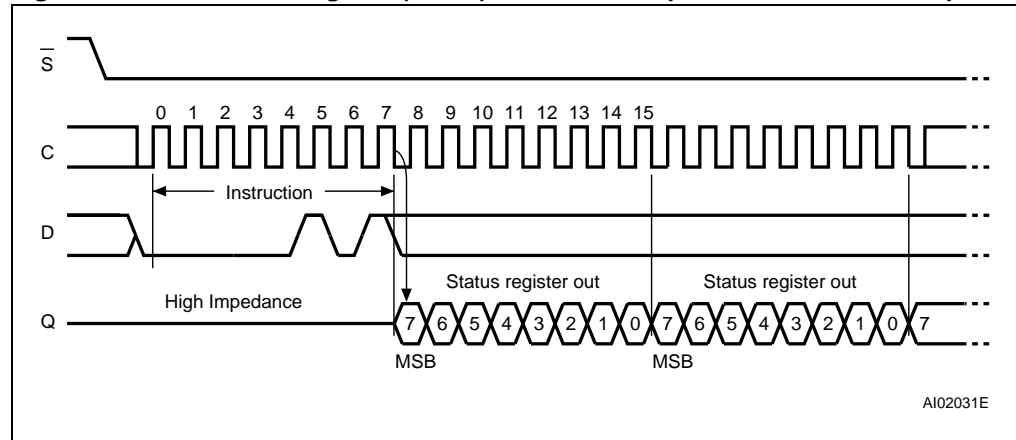 S
0 1 2 3 4 5 6 7 8 9 10 11 12 13 14 15
C
Instruction
D
Status register out Status register out
High Impedance
Q
7 6 5 4 3 2 1 0 7 6 5 4 3 2 1 0 7
MSB MSB
AI02031E